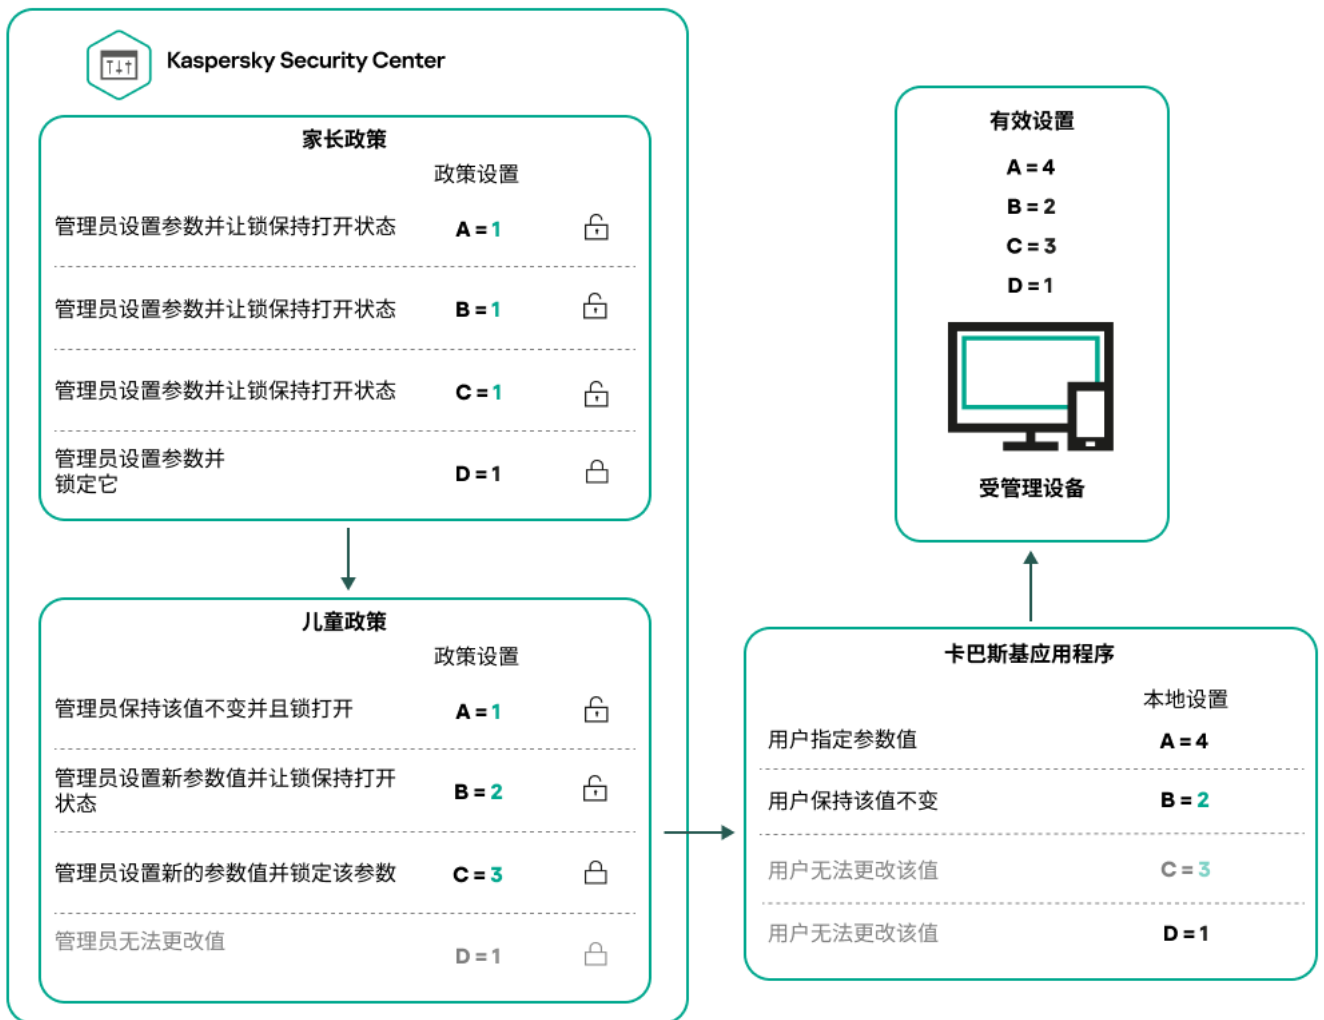 Kaspersky Security Center
家长政策
政策设置
管理员设置参数并让锁保持打开状态
A = 1
管理员设置参数并让锁保持打开状态
B = 1
管理员设置参数并让锁保持打开状态
C = 1
管理员设置参数并
锁定它
D = 1
儿童政策
政策设置
管理员保持该值不变并且锁打开
A = 1
管理员设置新参数值并让锁保持打开
状态
B = 2
管理员设置新的参数值并锁定该参数
C = 3
管理员无法更改值
D = 1
卡巴斯基应用程序
本地设置
用户指定参数值
A = 4
用户保持该值不变
B = 2
用户无法更改该值
C = 3
用户无法更改该值
D = 1
有效设置
A = 4
B = 2
C = 3
D = 1
受管理设备